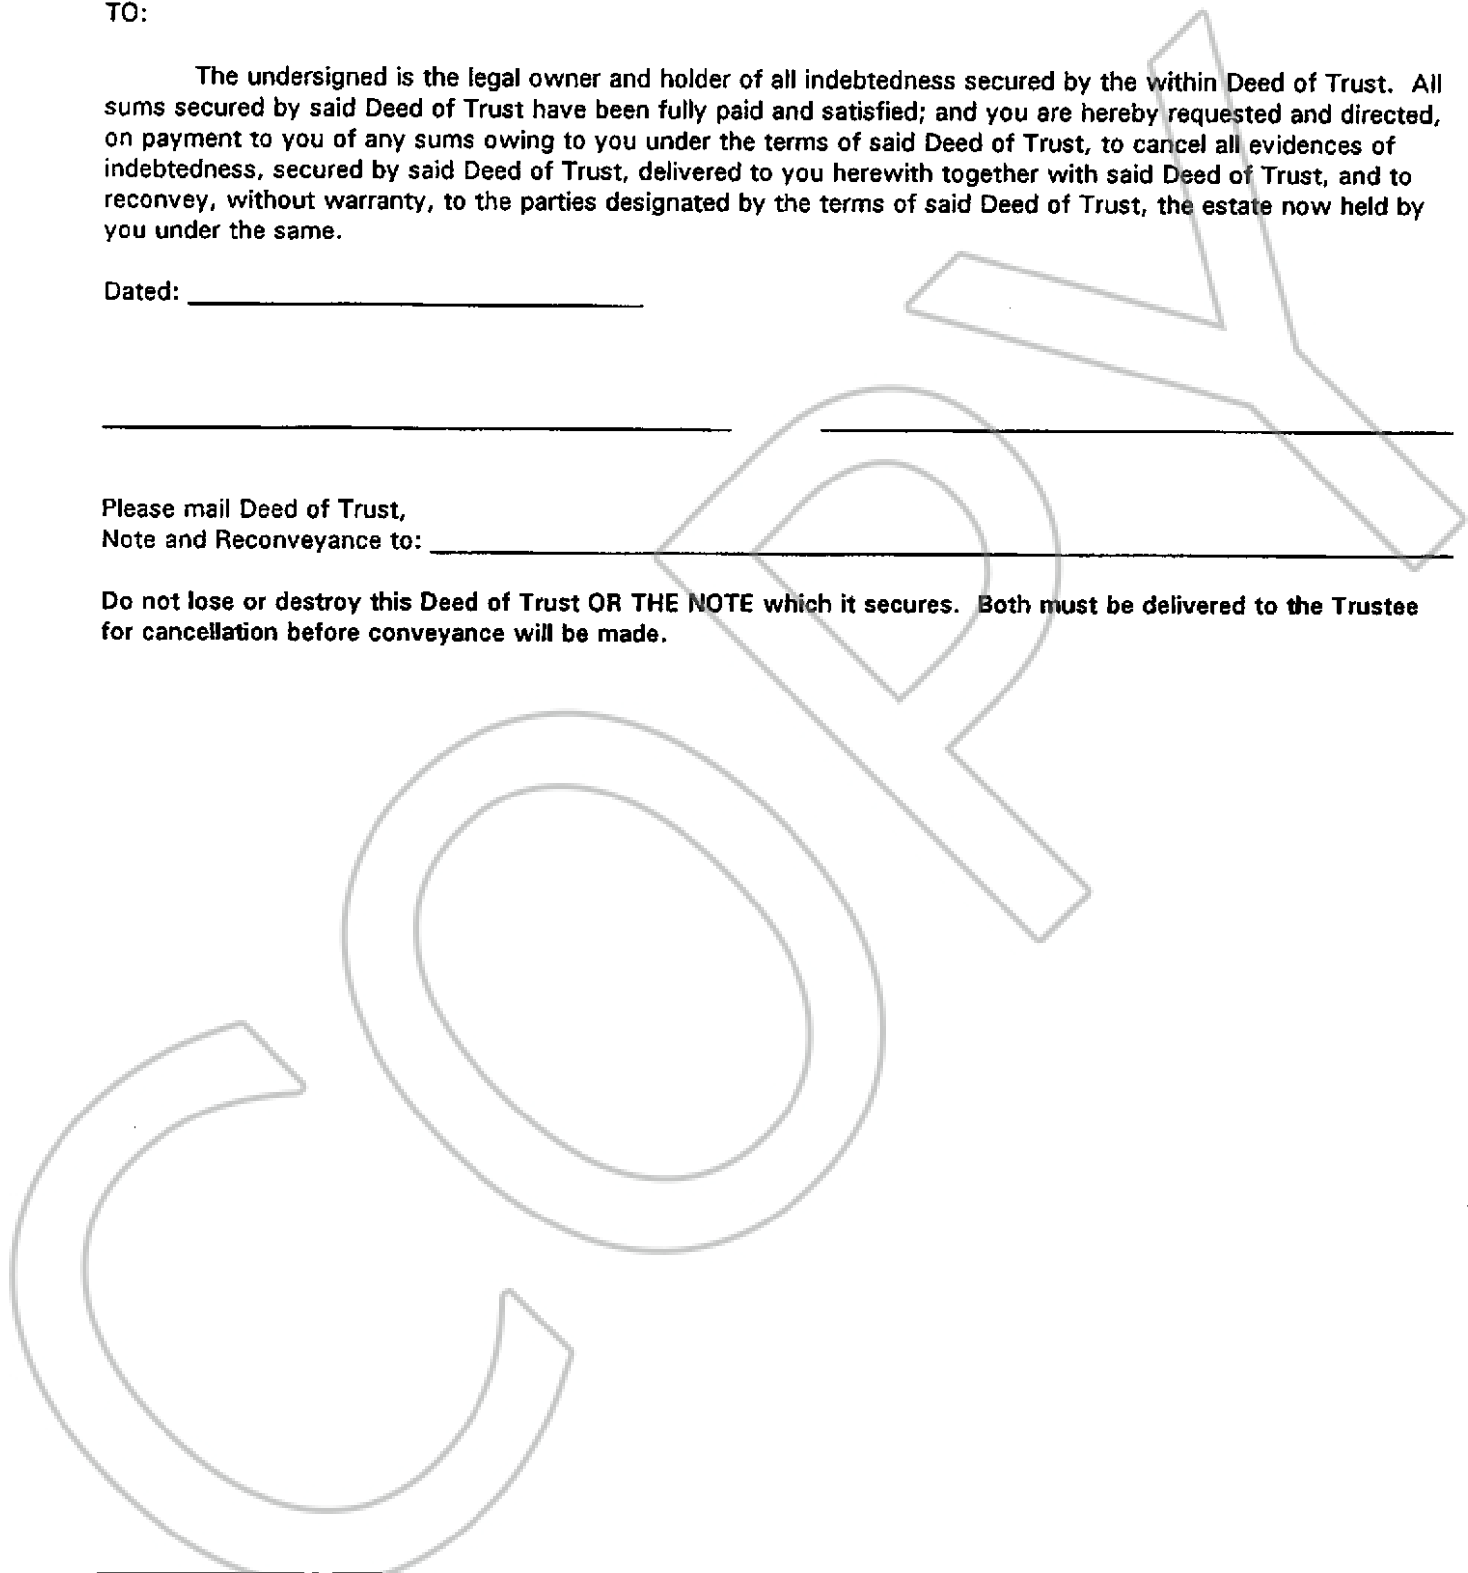 TO:
The undersigned is the legal owner and holder of all indebtedness secured by the within Deed of Trust. All
sums secured by said Deed of Trust have been fully paid and satisfied; and you are hereby requested and directed,
on payment to you of any sums owing to you under the terms of said Deed of Trust, to cancel all evidences of
indebtedness, secured by said Deed of Trust, delivered to you herewith together with said Deed of Trust, and to
reconvey, without warranty, to the parties designated by the terms of said Deed of Trust, the estate now held by
you under the same.
Dated:
Please mail Deed of Trust,
Note and Reconveyance to:
Do not lose or destroy this Deed of Trust OR THE NOTE which it secures. Both must be delivered to the Trustee
for cancellation before conveyance will be made.
COPY